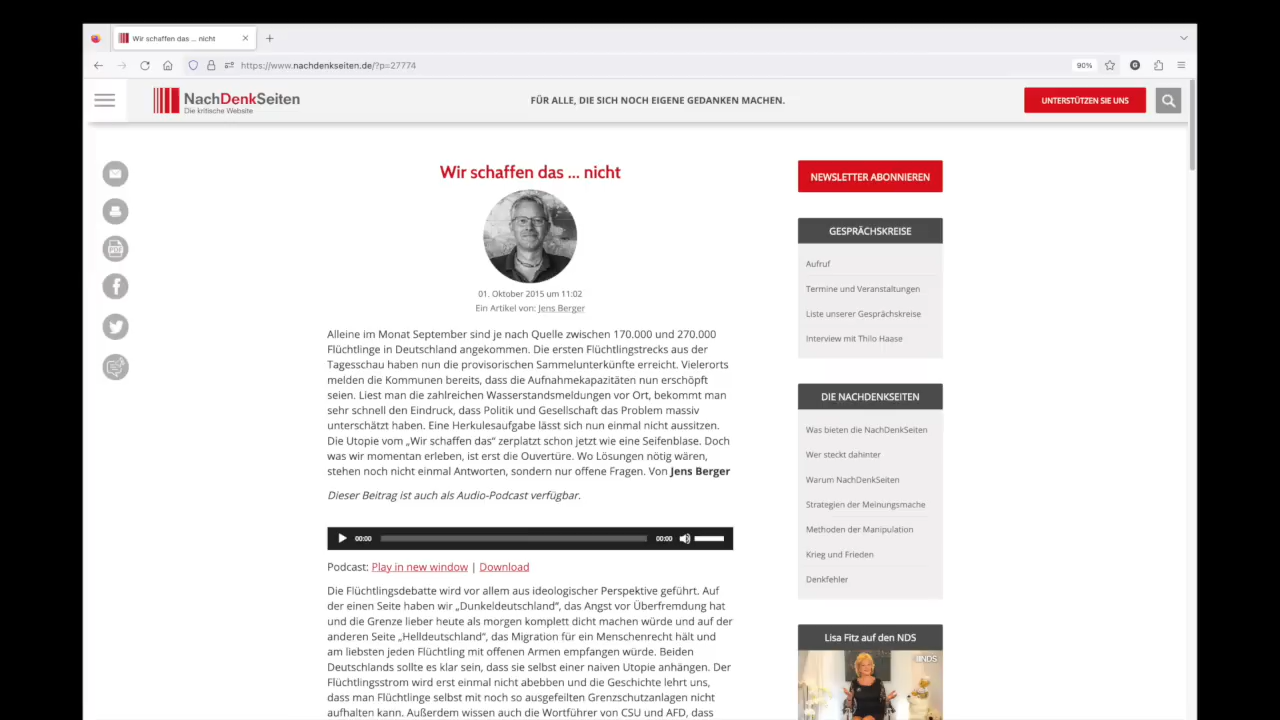 Wir schaffen das ... nicht
https://www.nachdenkseiten.de/?p=27774
90%
NachDenkSeiten
Die kritische Website
FÜR ALLE, DIE SICH NOCH EIGENE GEDANKEN MACHEN.
UNTERSTÜTZEN SIE UNS
PDF
Wir schaffen das ... nicht
01. Oktober 2015 um 11:02
Ein Artikel von: Jens Berger
Alleine im Monat September sind je nach Quelle zwischen 170.000 und 270.000
Flüchtlinge in Deutschland angekommen. Die ersten Flüchtlingstrecks aus der
Tagesschau haben nun die provisorischen Sammelunterkünfte erreicht. Vielerorts
melden die Kommunen bereits, dass die Aufnahmekapazitäten nun erschöpft
seien. Liest man die zahlreichen Wasserstandsmeldungen vor Ort, bekommt man
sehr schnell den Eindruck, dass Politik und Gesellschaft das Problem massiv
unterschätzt haben. Eine Herkulesaufgabe lässt sich nun einmal nicht aussitzen.
Die Utopie vom „Wir schaffen das“ zerplatzt schon jetzt wie eine Seifenblase. Doch
was wir momentan erleben, ist erst die Ouvertüre. Wo Lösungen nötig wären,
stehen noch nicht einmal Antworten, sondern nur offene Fragen. Von Jens Berger
Dieser Beitrag ist auch als Audio-Podcast verfügbar.
00:00
00:00
Podcast: Play in new window | Download
Die Flüchtlingsdebatte wird vor allem aus ideologischer Perspektive geführt. Auf
der einen Seite haben wir „Dunkeldeutschland“, das Angst vor Überfremdung hat
und die Grenze lieber heute als morgen komplett dicht machen würde und auf der
anderen Seite „Helldeutschland“, das Migration für ein Menschenrecht hält und
am liebsten jeden Flüchtling mit offenen Armen empfangen würde. Beiden
Deutschlands sollte es klar sein, dass sie selbst einer naiven Utopie anhängen. Der
Flüchtlingsstrom wird erst einmal nicht abebben und die Geschichte lehrt uns,
dass man Flüchtlinge selbst mit noch so ausgefeilten Grenzschutzanlagen nicht
aufhalten kann. Außerdem wissen auch die Wortführer von CSU und AFD, dass
NEWSLETTER ABONNIEREN
GESPRÄCHSKREISE
Aufruf
Termine und Veranstaltungen
Liste unserer Gesprächskreise
Interview mit Thilo Haase
DIE NACHDENKSEITEN
Was bieten die NachDenkSeiten
Wer steckt dahinter
Warum NachDenkSeiten
Strategien der Meinungsmache
Methoden der Manipulation
Krieg und Frieden
Denkfehler
Lisa Fitz auf den NDS
NDS